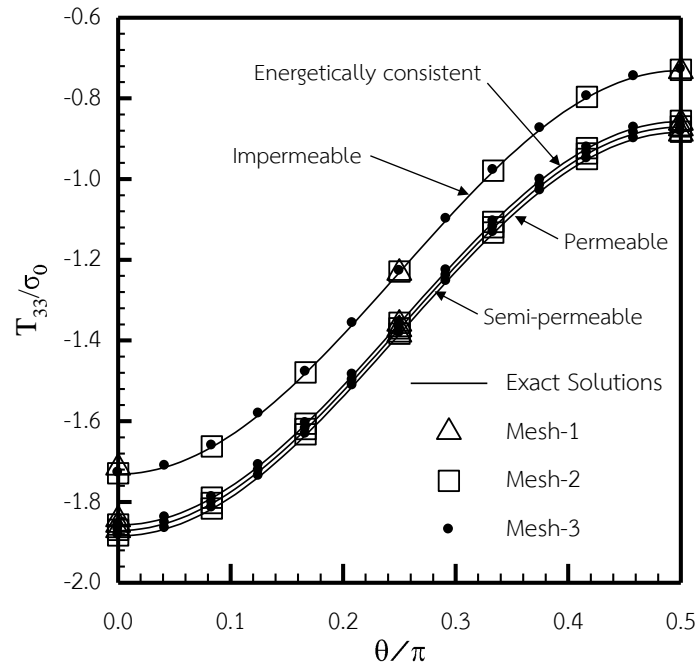 -0.6
-0.8
-1.0
-1.2
-1.4
-1.6
-1.8
-2.0
T33/σ0
Energetically consistent
Impermeable
Permeable
Semi-permeable
Exact Solutions
Mesh-1
Mesh-2
Mesh-3
0.0 0.1 0.2 0.3 0.4 0.5
θ/π